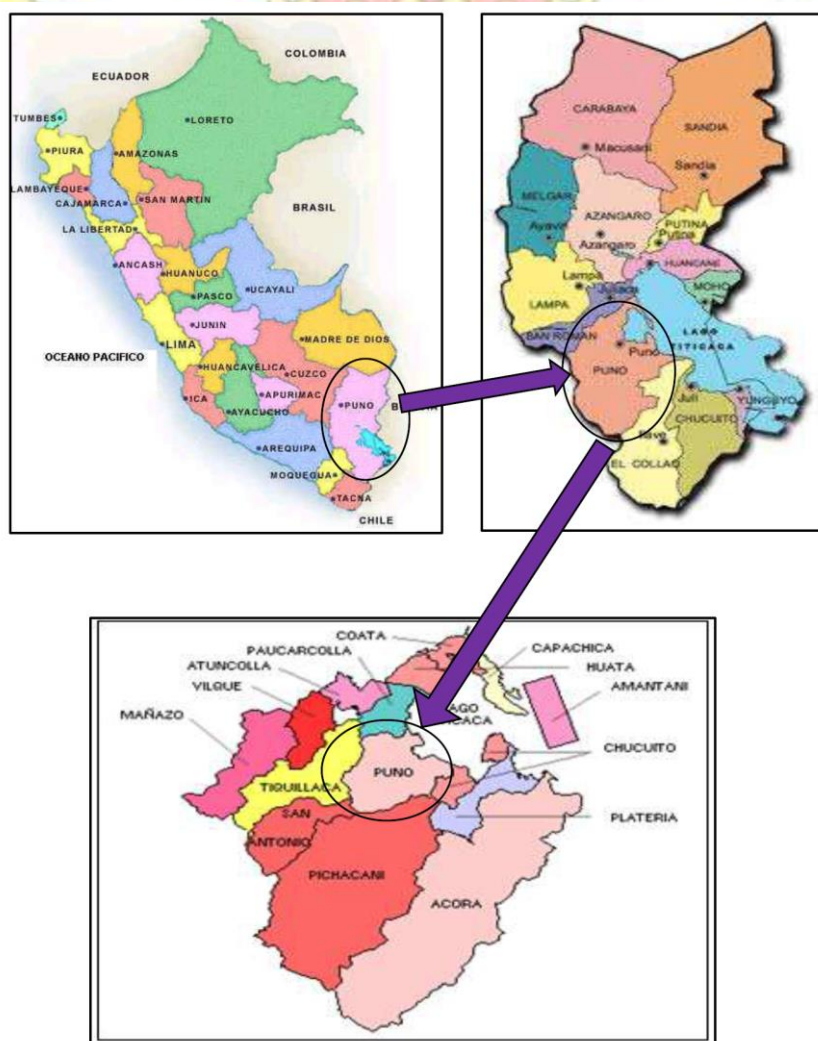 COLOMBIA
ECUADOR
TUMBES
LORETO
PIURA
AMAZONAS
LAMBAYEQUE
SAN MARTIN
CAJAMARCA
BRASIL
LA LIBERTAD
ANCASH
HUANUCO
UCAYALI
PASCO
JUNIN
LIMA
MADRE DE DIOS
OCEANO PACIFICO
HUANCAVELICA
CUZCO
ICA
APURIMAC
PUNO
AYACUCHO
AREQUIPA
MOQUEGUA
TACNA
CHILE
CARABAYA
SANDIA
Macusani
Sandia
MELGAR
AZANGARO
PUTINA
Azangaro
HUANCANE
Lampa
MOHO
LAMPA
Juliaca
SAN ROMAN
LAGO
TITICACA
Puno
PUNO
Juli
YUNGUYO
CHUCUITO
Ilave
EL COLLAO
COATA
PAUCARCOLLA
CAPACHICA
ATUNCOLLA
HUATA
VILQUE
AMANTANI
MAÑAZO
CHUCUITO
PUNO
TIQUILLACA
SAN
ANTONIO
PLATERIA
PICHACANI
ACORA